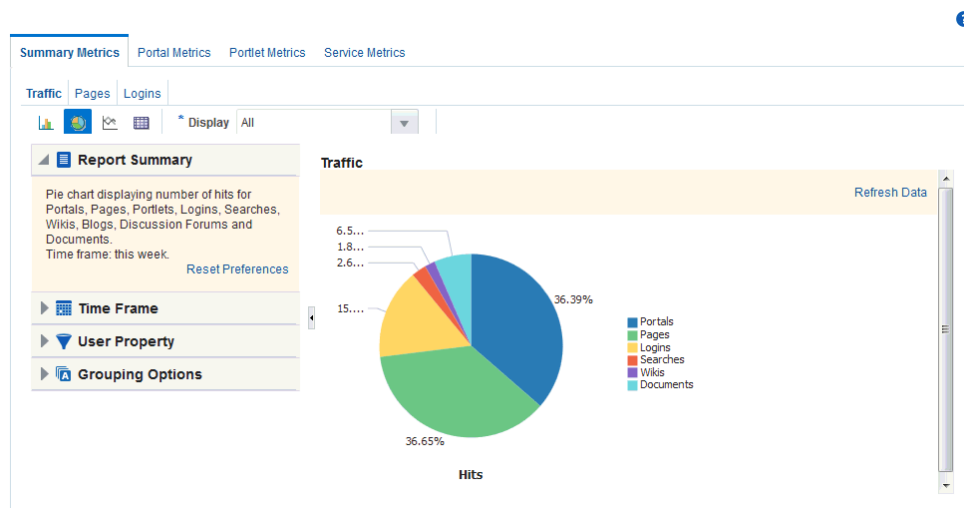 Summary Metrics Portal Metrics Portlet Metrics Service Metrics
Traffic Pages Logins
* Display All
Report Summary
Pie chart displaying number of hits for
Portals, Pages, Portlets, Logins, Searches,
Wikis, Blogs, Discussion Forums and
Documents.
Time frame: this week.
Reset Preferences
Time Frame
User Property
A Grouping Options
Traffic
Refresh Data
6.5...
1.8...
2.6...
15....
36.39%
36.65%
Portals
Pages
Logins
Searches
Wikis
Documents
Hits